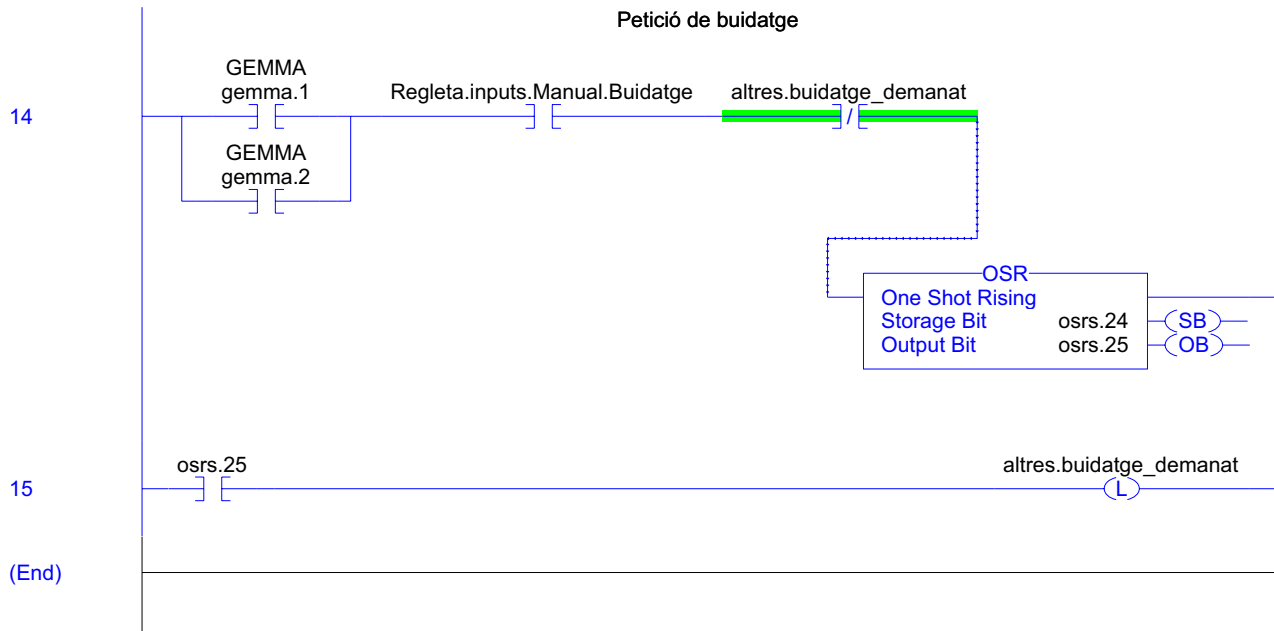 Petició de buidatge
14
GEMMA
gemma.1
Regleta.inputs.Manual.Buidatge
altres.buidatge_demanat
/
GEMMA
gemma.2
OSR
One Shot Rising
Storage Bit osrs.24 SB
Output Bit osrs.25 OB
15
osrs.25
altres.buidatge_demanat
L
(End)